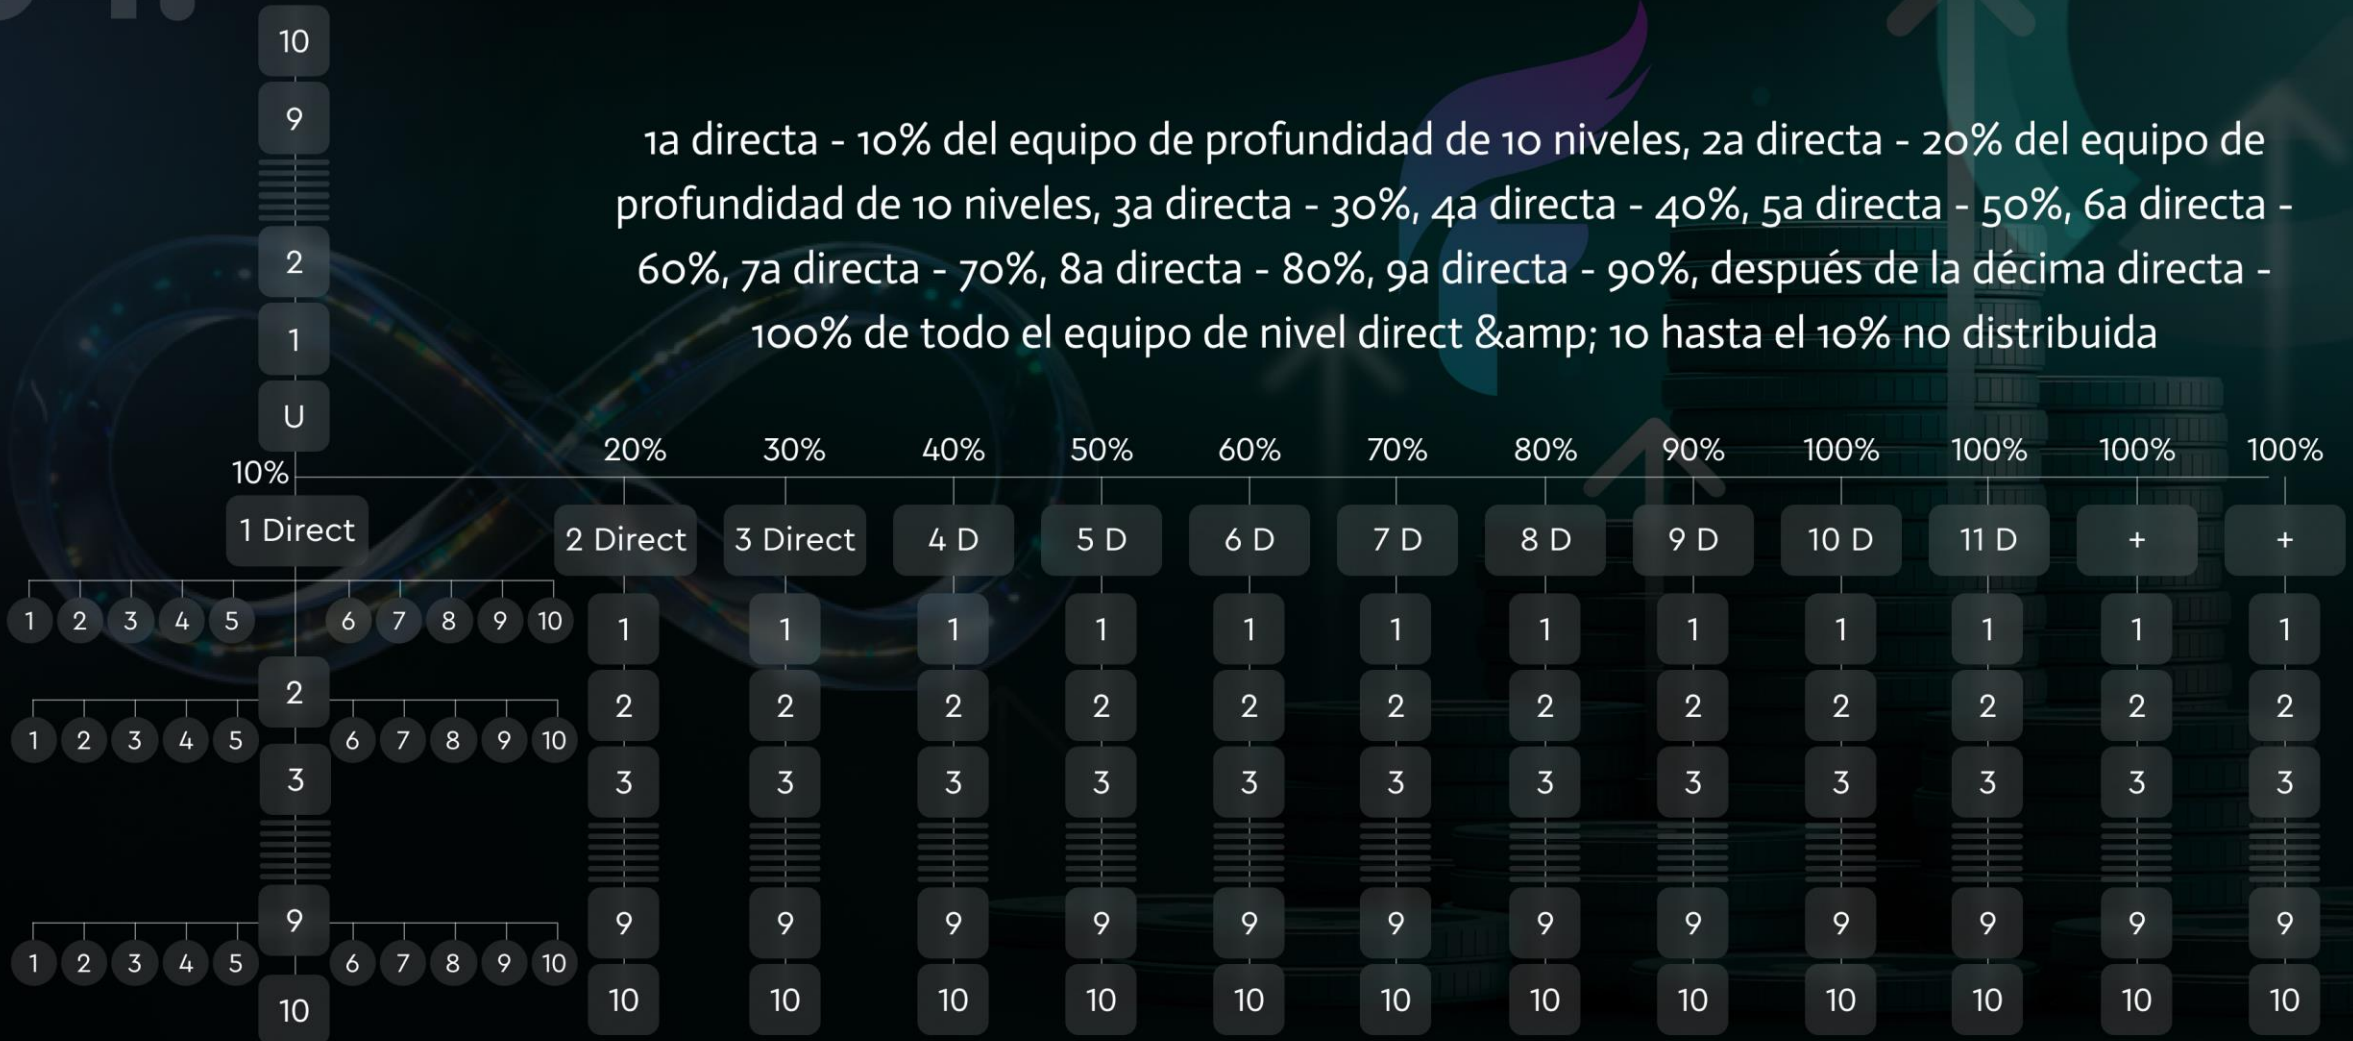 10
9
2
1
U
1a directa - 10% del equipo de profundidad de 10 niveles, 2a directa - 20% del equipo de
profundidad de 10 niveles, 3a directa - 30%, 4a directa - 40%, 5a directa - 50%, 6a directa -
60%, 7a directa - 70%, 8a directa - 80%, 9a directa - 90%, después de la décima directa -
100% de todo el equipo de nivel direct &amp; 10 hasta el 10% no distribuida
10% 20% 30% 40% 50% 60% 70% 80% 90% 100% 100% 100% 100%
1 Direct 2 Direct 3 Direct 4 D 5 D 6 D 7 D 8 D 9 D 10 D 11 D + +
1 2 3 4 5 6 7 8 9 10 1 1 1 1 1 1 1 1 1 1 1 1
2 2 2 2 2 2 2 2 2 2 2 2 2
1 2 3 4 5 6 7 8 9 10
3 3 3 3 3 3 3 3 3 3 3 3 3
9 9 9 9 9 9 9 9 9 9 9 9 9
1 2 3 4 5 6 7 8 9 10
10 10 10 10 10 10 10 10 10 10 10 10 10